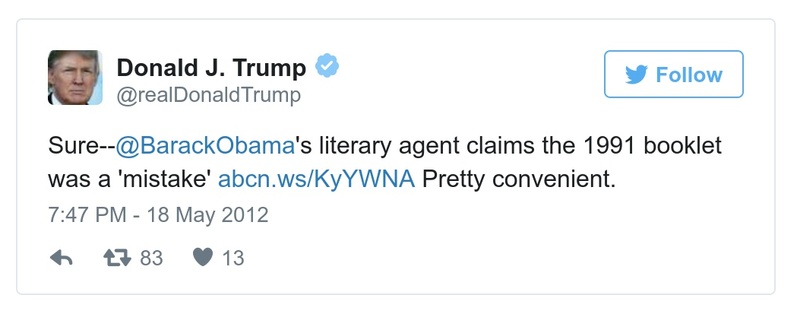 Donald J. Trump
@realDonaldTrump
Follow
Sure--@BarackObama's literary agent claims the 1991 booklet
was a 'mistake' abcn.ws/KyYWNA Pretty convenient.
7:47 PM - 18 May 2012
83 13